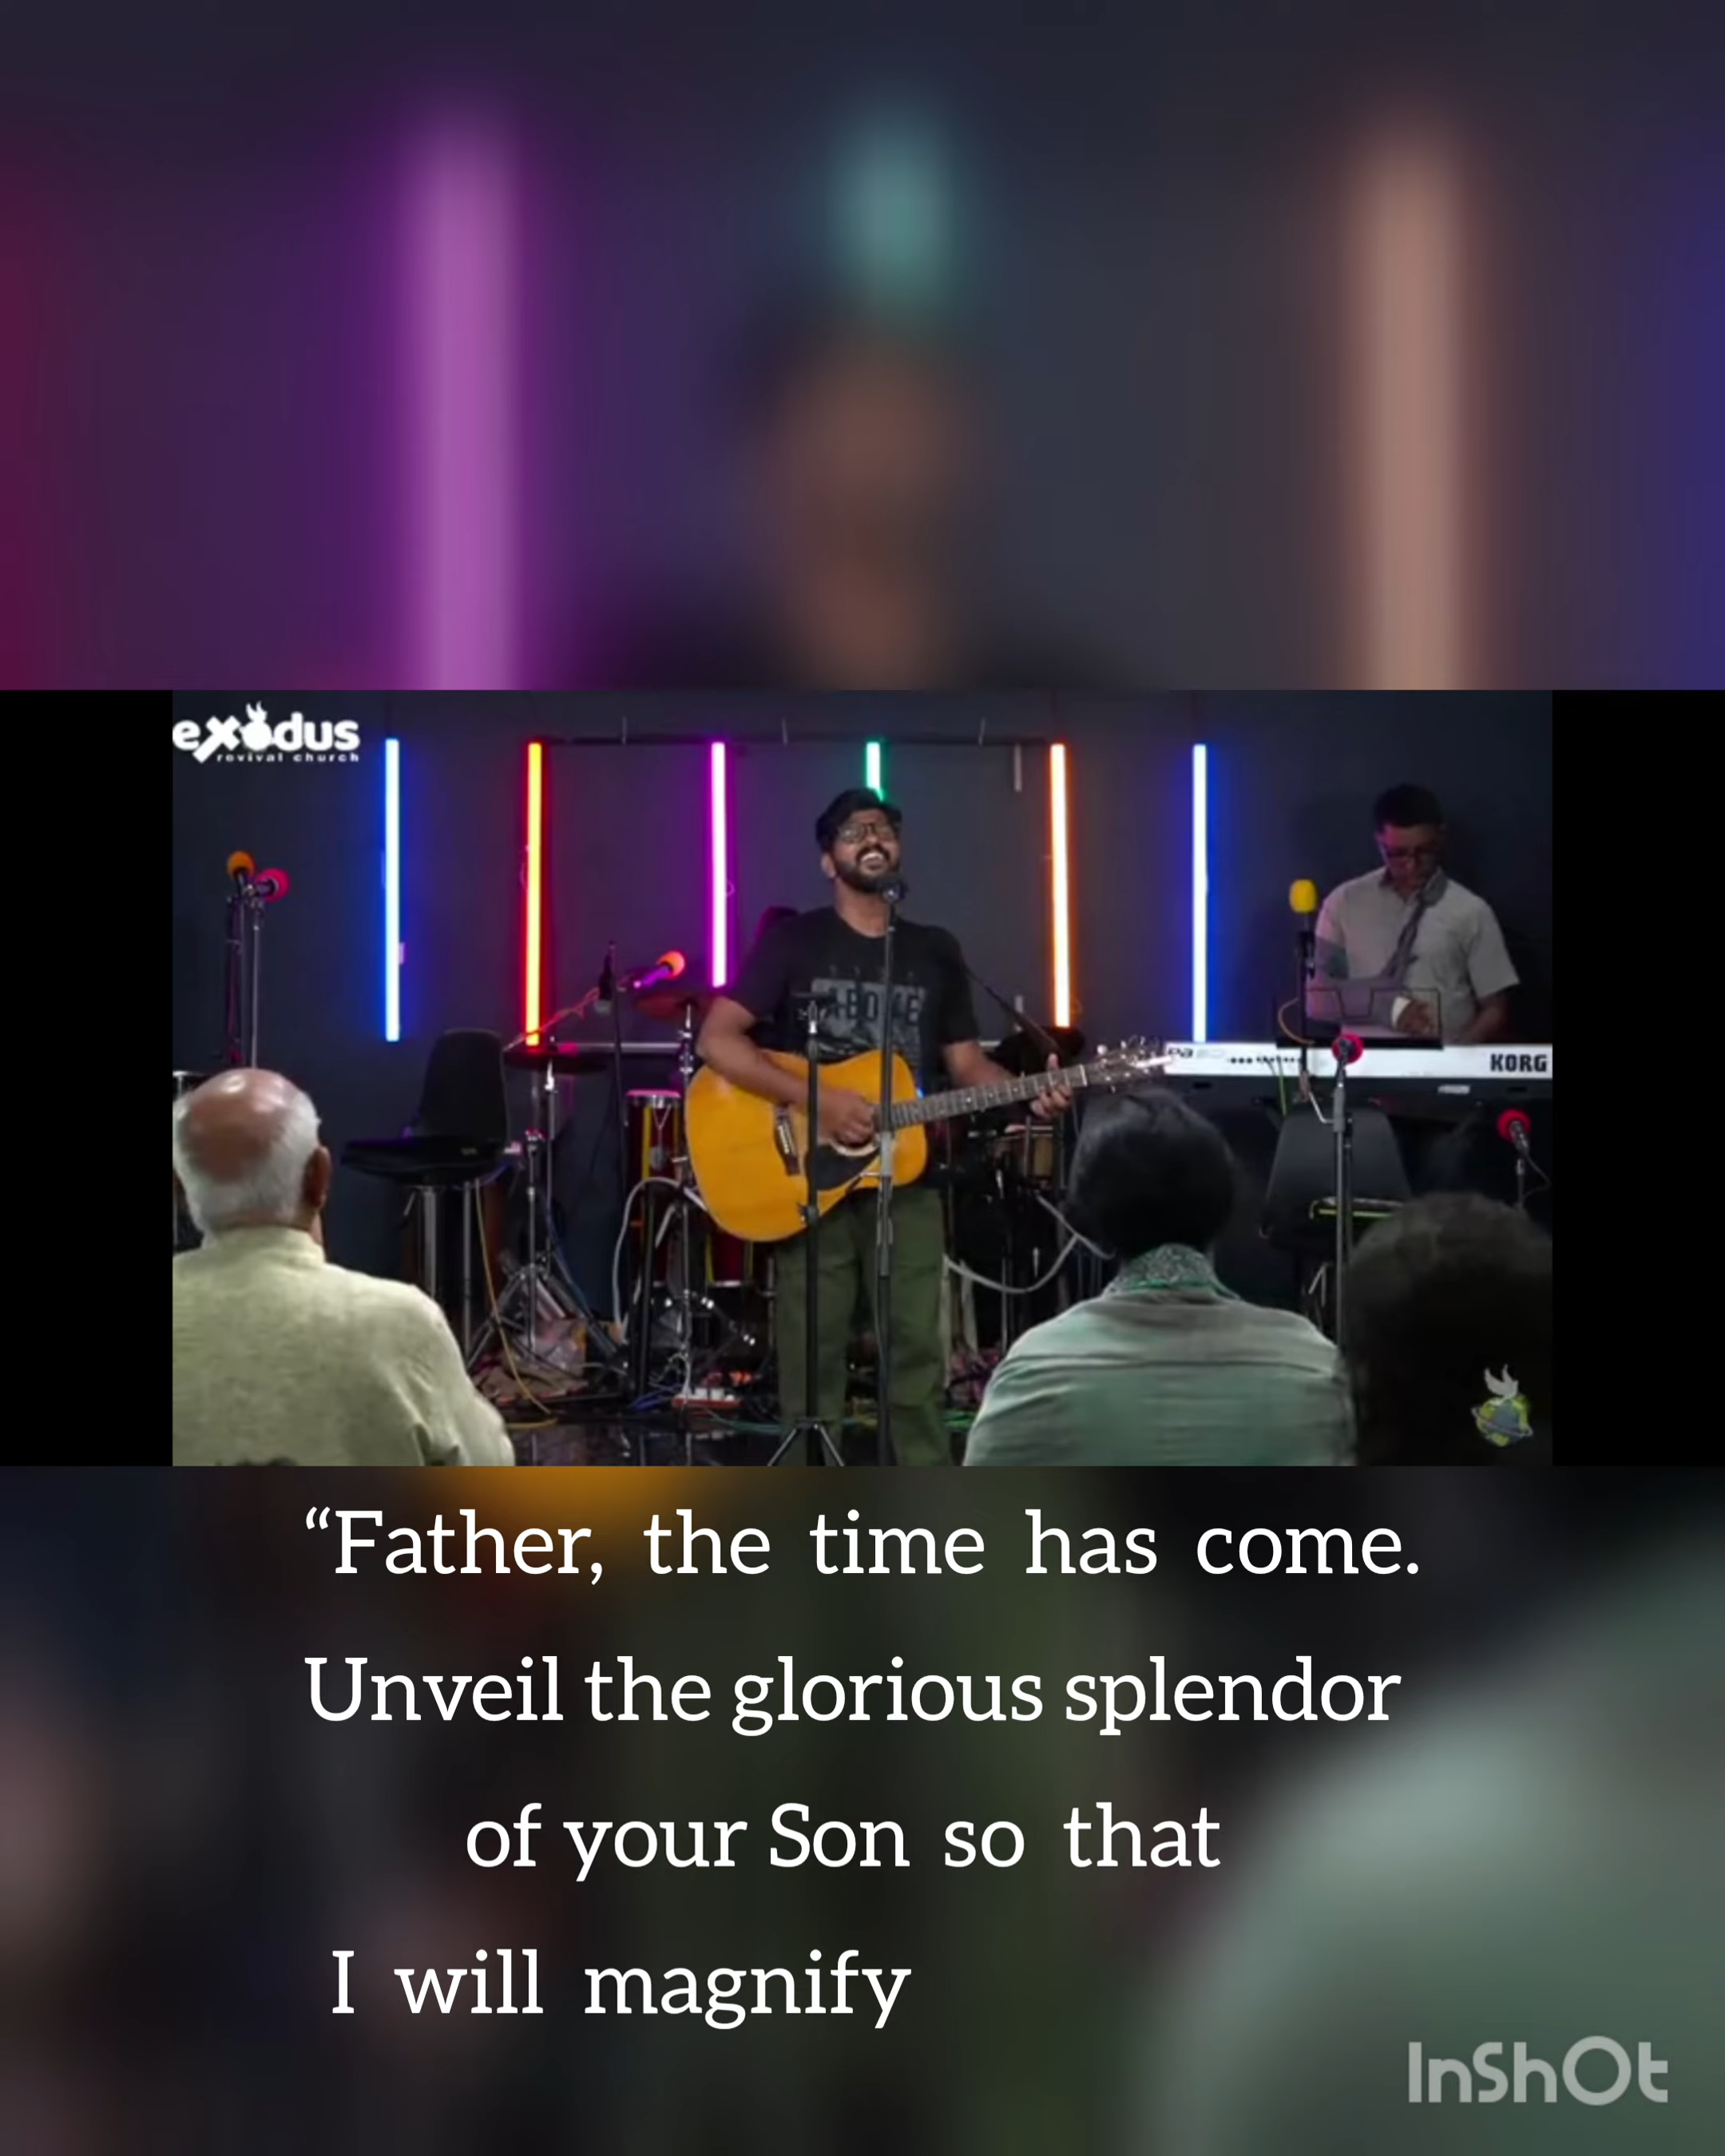 exodus
revival church
KORG
“Father, the time has come.
Unveil the glorious splendor
of your Son so that
I will magnify
InShOt